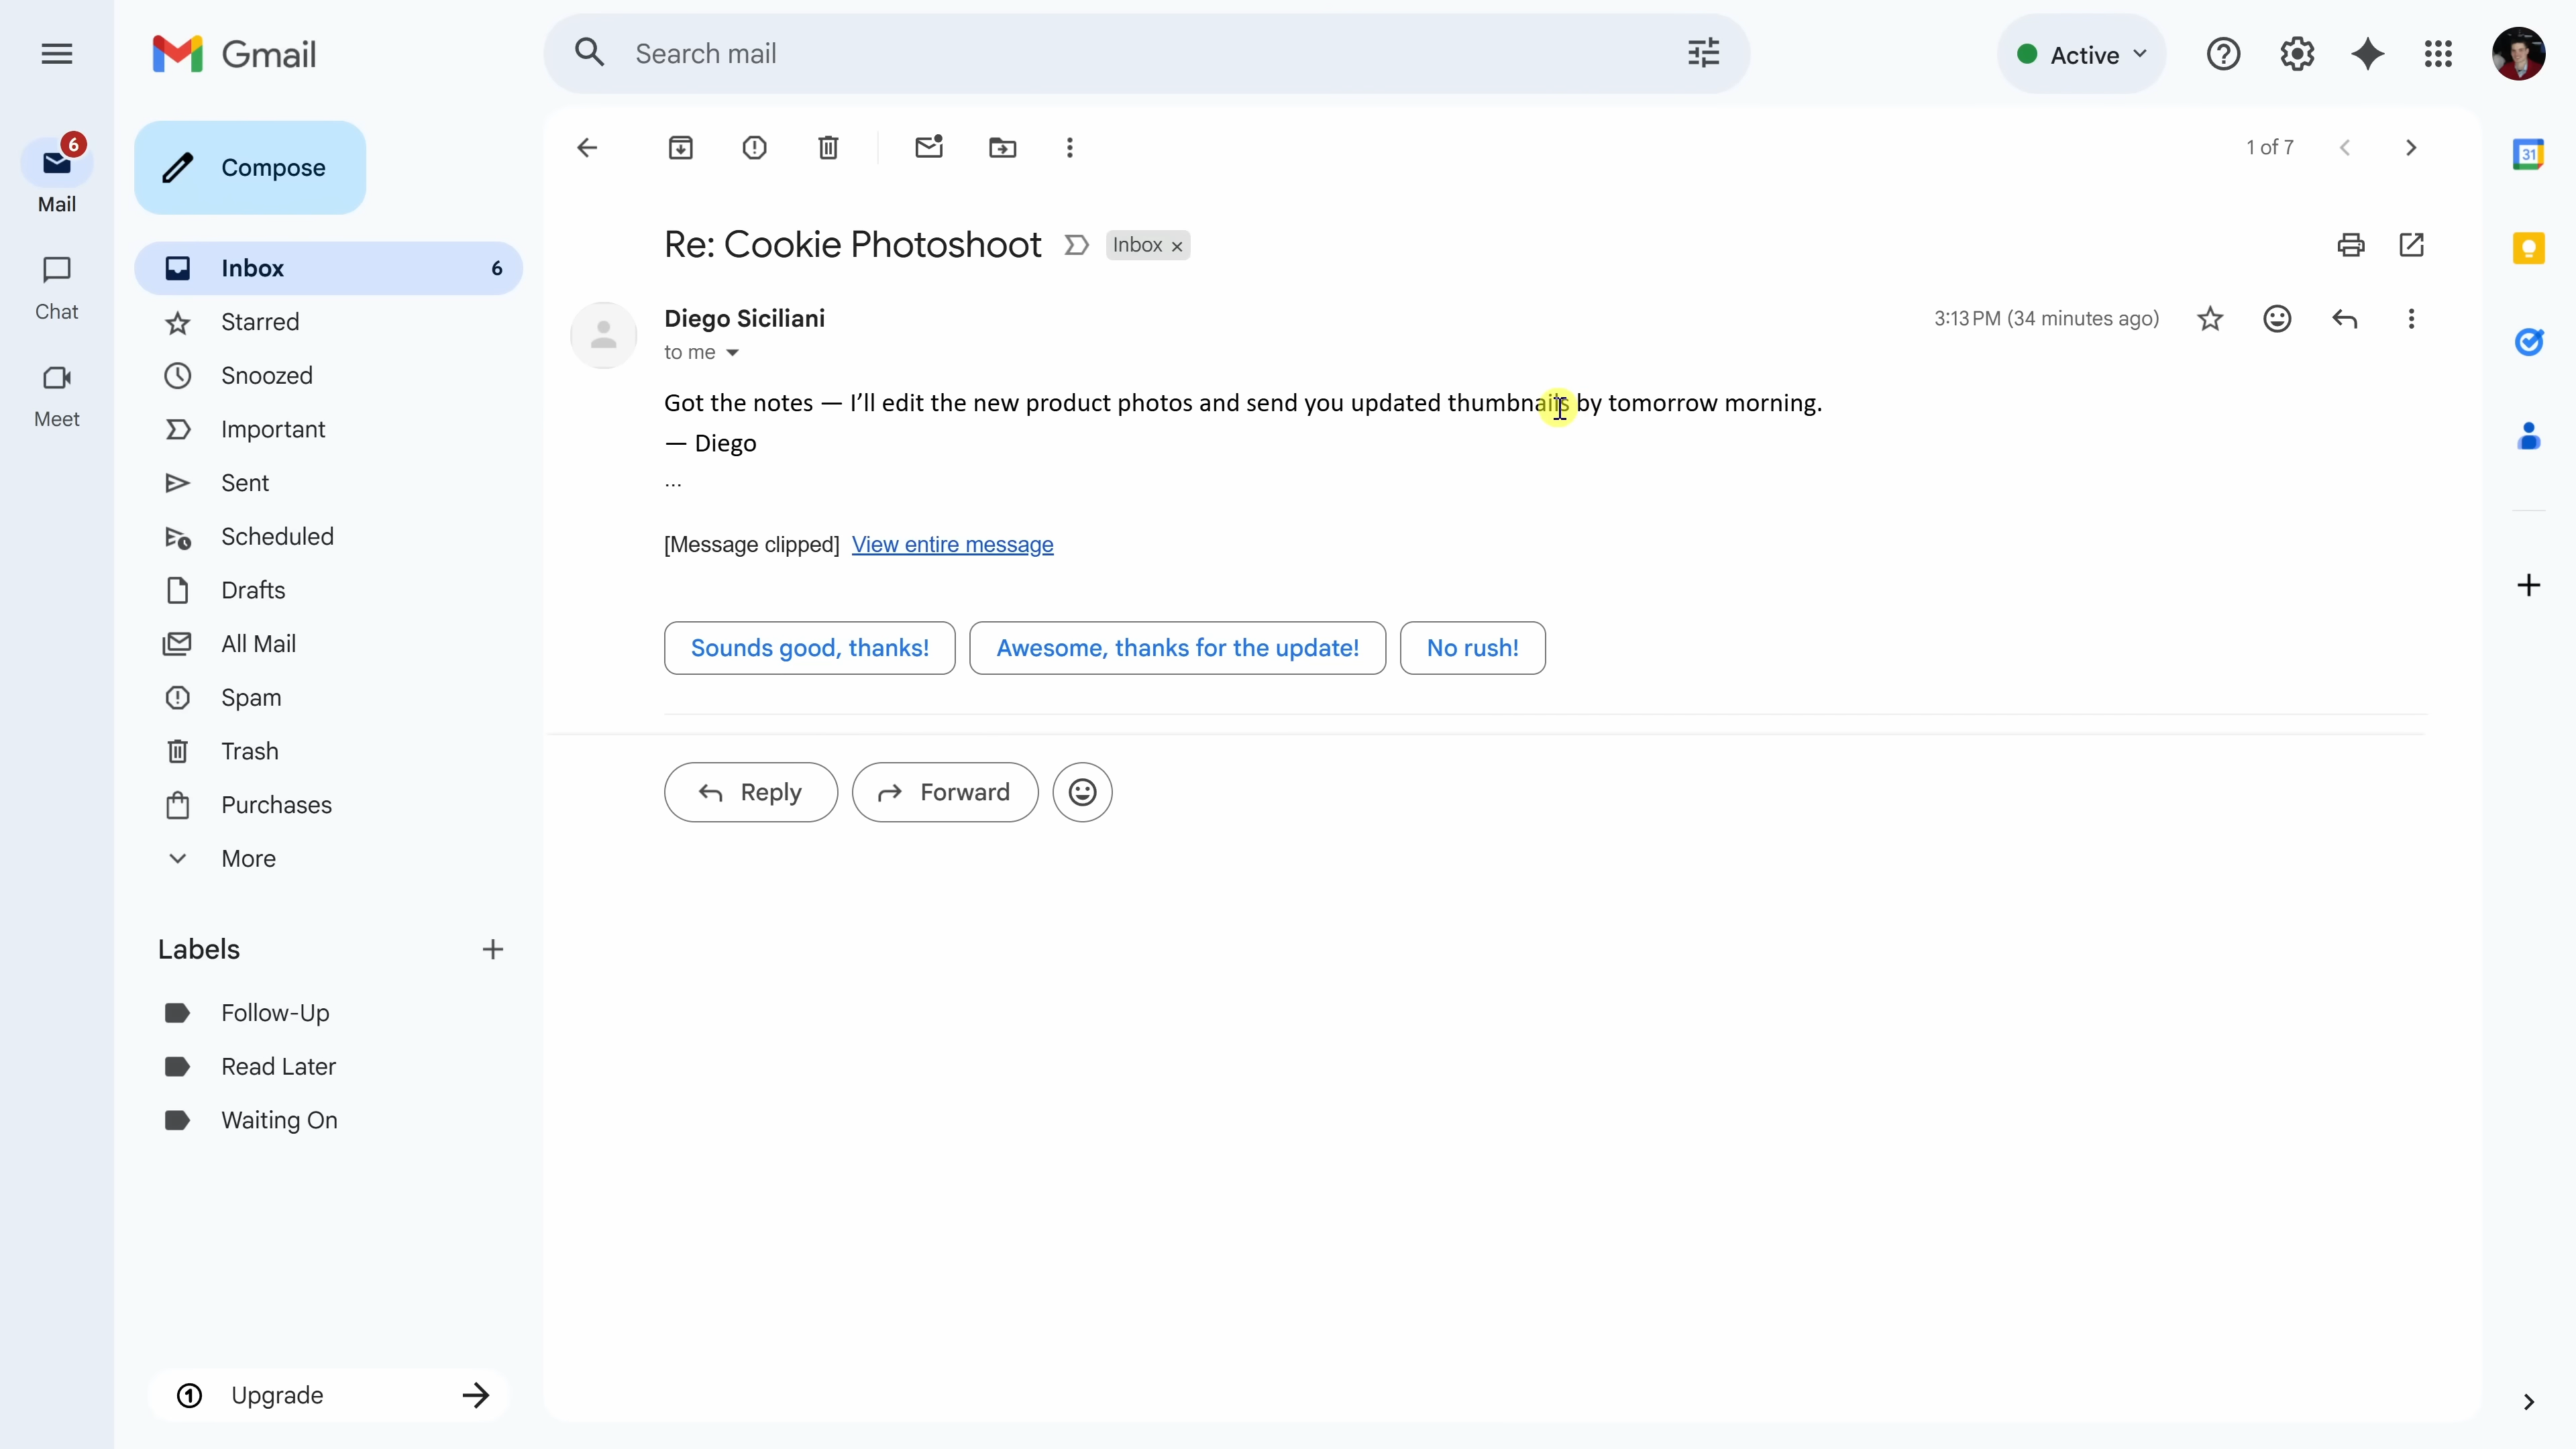 Gmail
Search mail
Active
6
Mail
Chat
Meet
Compose
Inbox 6
Starred
Snoozed
Important
Sent
Scheduled
Drafts
All Mail
Spam
Trash
Purchases
More
Labels
Follow-Up
Read Later
Waiting On
Upgrade
1 of 7
Re: Cookie Photoshoot Inbox ×
Diego Siciliani
to me
3:13 PM (34 minutes ago)
Got the notes — I’ll edit the new product photos and send you updated thumbnails by tomorrow morning.
— Diego
...
[Message clipped] View entire message
Sounds good, thanks! Awesome, thanks for the update! No rush!
Reply Forward
31